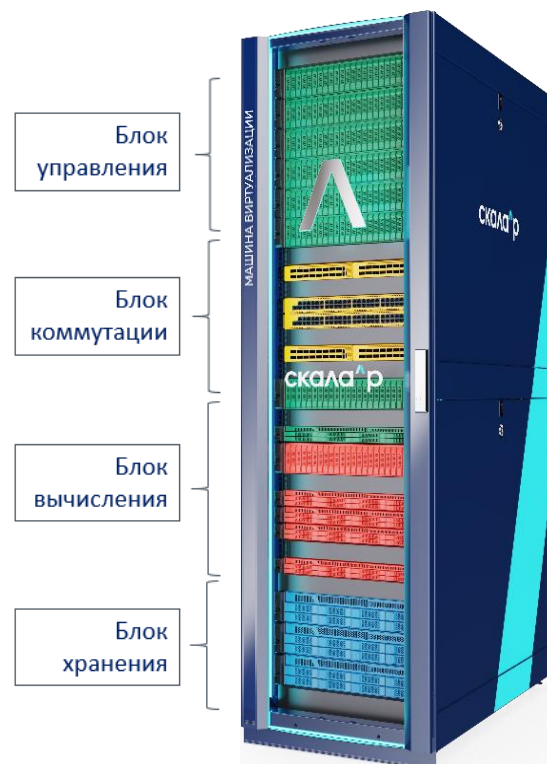 Блок
управления
Блок
коммутации
Блок
вычисления
Блок
хранения
МАШИНА ВИРТУАЛИЗАЦИИ
скала^р
скала^р